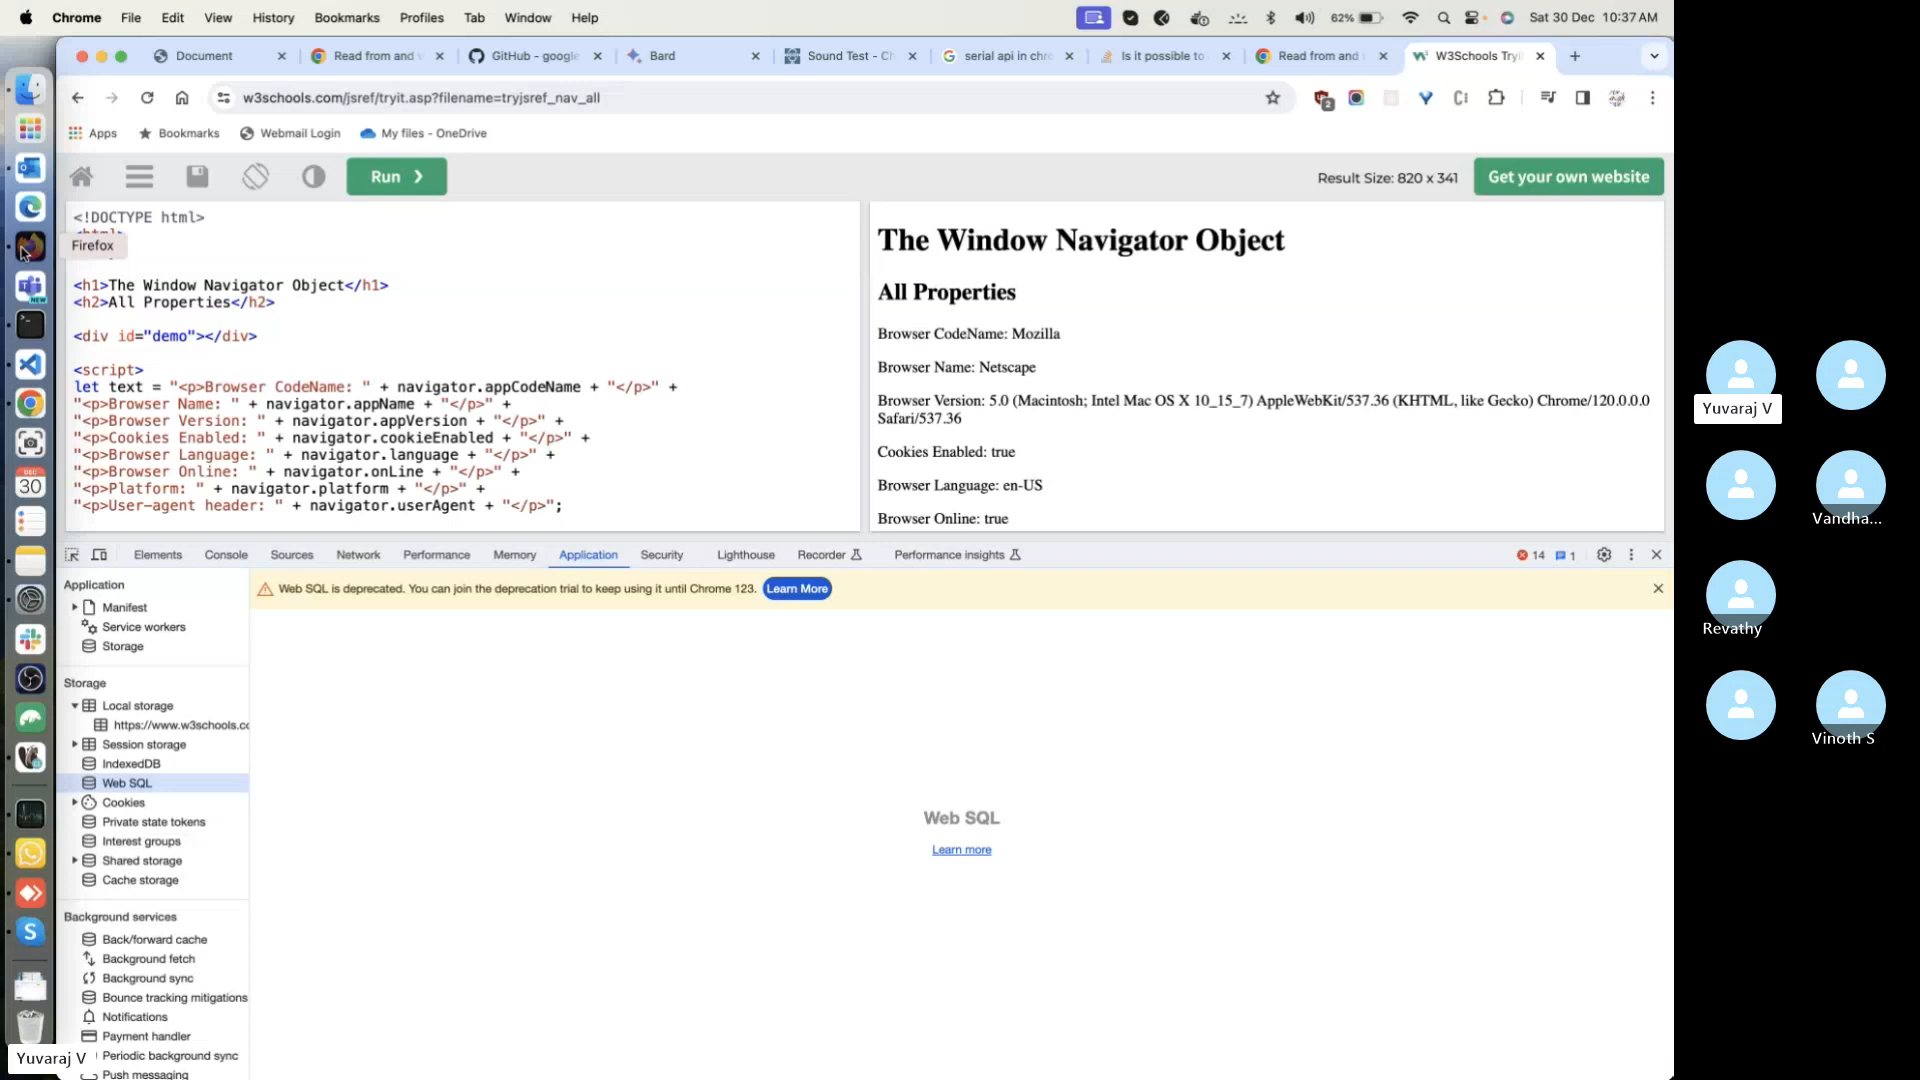 Chrome File Edit View History Bookmarks Profiles Tab Window Help
62% Sat 30 Dec 10:37 AM
Document Read from and GitHub - google Bard Sound Test - Ch serial api in chro Is it possible to Read from and W3Schools Tryi
w3schools.com/jsref/tryit.asp?filename=tryjsref_nav_all
2
Apps Bookmarks Webmail Login My files - OneDrive
Run ❯ Result Size: 820 x 341 Get your own website
<!DOCTYPE html>
Firefox
<h1>The Window Navigator Object</h1>
<h2>All Properties</h2>
<div id="demo"></div>
<script>
let text = "<p>Browser CodeName: " + navigator.appCodeName + "</p>" +
"<p>Browser Name: " + navigator.appName + "</p>" +
"<p>Browser Version: " + navigator.appVersion + "</p>" +
"<p>Cookies Enabled: " + navigator.cookieEnabled + "</p>" +
"<p>Browser Language: " + navigator.language + "</p>" +
"<p>Browser Online: " + navigator.onLine + "</p>" +
"<p>Platform: " + navigator.platform + "</p>" +
"<p>User-agent header: " + navigator.userAgent + "</p>";
The Window Navigator Object
All Properties
Browser CodeName: Mozilla
Browser Name: Netscape
Browser Version: 5.0 (Macintosh; Intel Mac OS X 10_15_7) AppleWebKit/537.36 (KHTML, like Gecko) Chrome/120.0.0.0
Safari/537.36
Cookies Enabled: true
Browser Language: en-US
Browser Online: true
Elements Console Sources Network Performance Memory Application Security Lighthouse Recorder Performance insights 14 1
Application
Manifest
Service workers
Storage
Storage
Local storage
https://www.w3schools.co
Session storage
IndexedDB
Web SQL
Cookies
Private state tokens
Interest groups
Shared storage
Cache storage
Background services
Back/forward cache
Background fetch
Background sync
Bounce tracking mitigations
Notifications
Payment handler
Periodic background sync
Push messaging
Web SQL is deprecated. You can join the deprecation trial to keep using it until Chrome 123. Learn More
Web SQL
Learn more
NEW
DEC
30
S
Yuvaraj V
Yuvaraj V
Vandha...
Revathy
Vinoth S